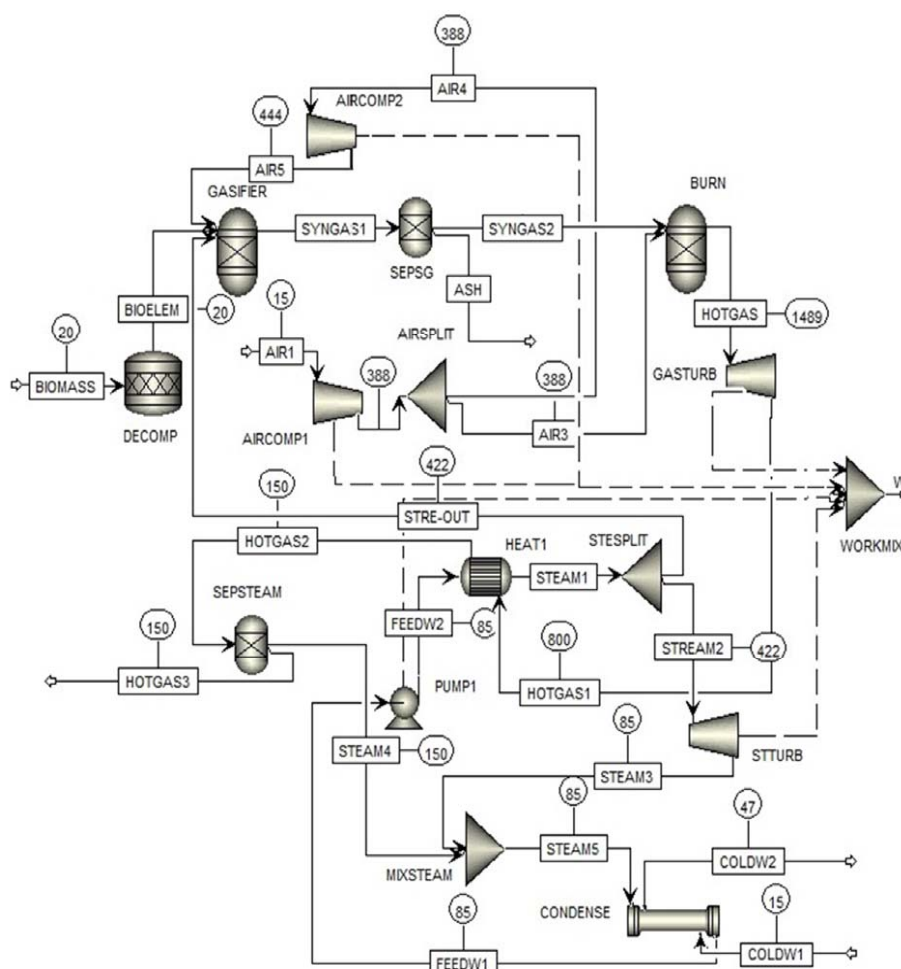 388
AIR4
AIRCOMP2
444
AIR5
GASIFIER
BURN
SYNGAS1
SYNGAS2
SEPSG
ASH
BIOELEM
20
15
AIRSPLIT
HOTGAS
1489
20
AIR1
388
388
GASTURB
BIOMASS
DECOMP
AIRCOMP1
AIR3
422
W
150
STRE-OUT
HOTGAS2
HEAT1
STESPLIT
WORKMIX
STEAM1
SEPSTEAM
FEEDW2
85
150
800
STREAM2
422
HOTGAS3
HOTGAS1
PUMP1
STEAM4
150
85
STTURB
STEAM3
85
47
STEAM5
COLDW2
MIXSTEAM
CONDENSE
15
85
COLDW1
FEEDW1